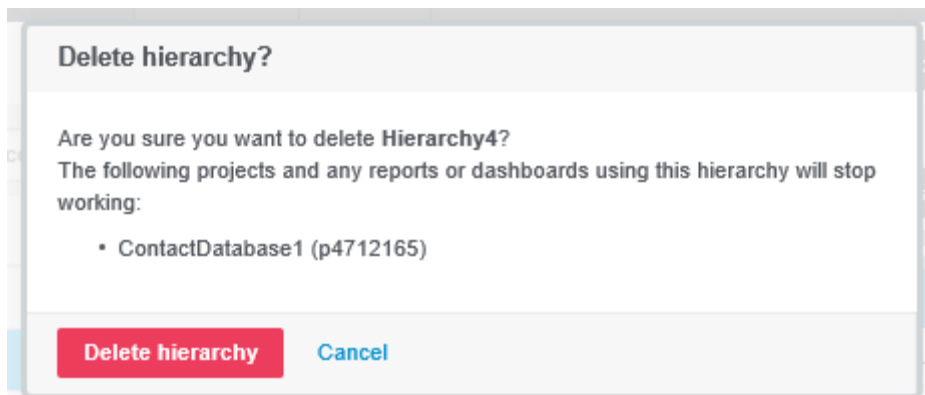 Delete hierarchy?
Are you sure you want to delete Hierarchy4?
The following projects and any reports or dashboards using this hierarchy will stop
working:
• ContactDatabase1 (p4712165)
Delete hierarchy Cancel